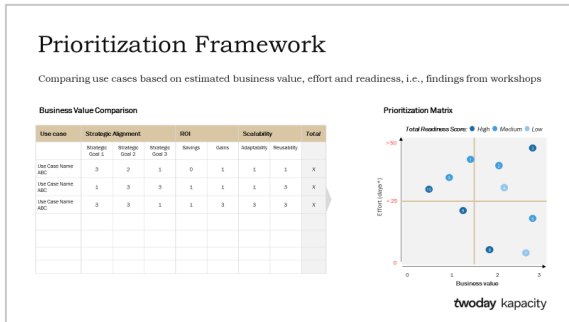 Prioritization Framework
Comparing use cases based on estimated business value, effort and readiness, i.e., findings from workshops
Business Value Comparison
Use case Strategic Alignment ROI Scalability Total
Strategic Goal 1 Strategic Goal 2 Strategic Goal 3 Savings Gains Adaptability Reusability
Use Case Name ABC 3 2 1 0 1 1 1 X
Use Case Name ABC 1 3 3 1 1 1 3 X
Use Case Name ABC 3 3 1 1 3 3 3 X
Prioritization Matrix
Total Readiness Score: High Medium Low
>50
<25
0
Effort (days*)
0 1 2 3
Business value
twoday kapacity